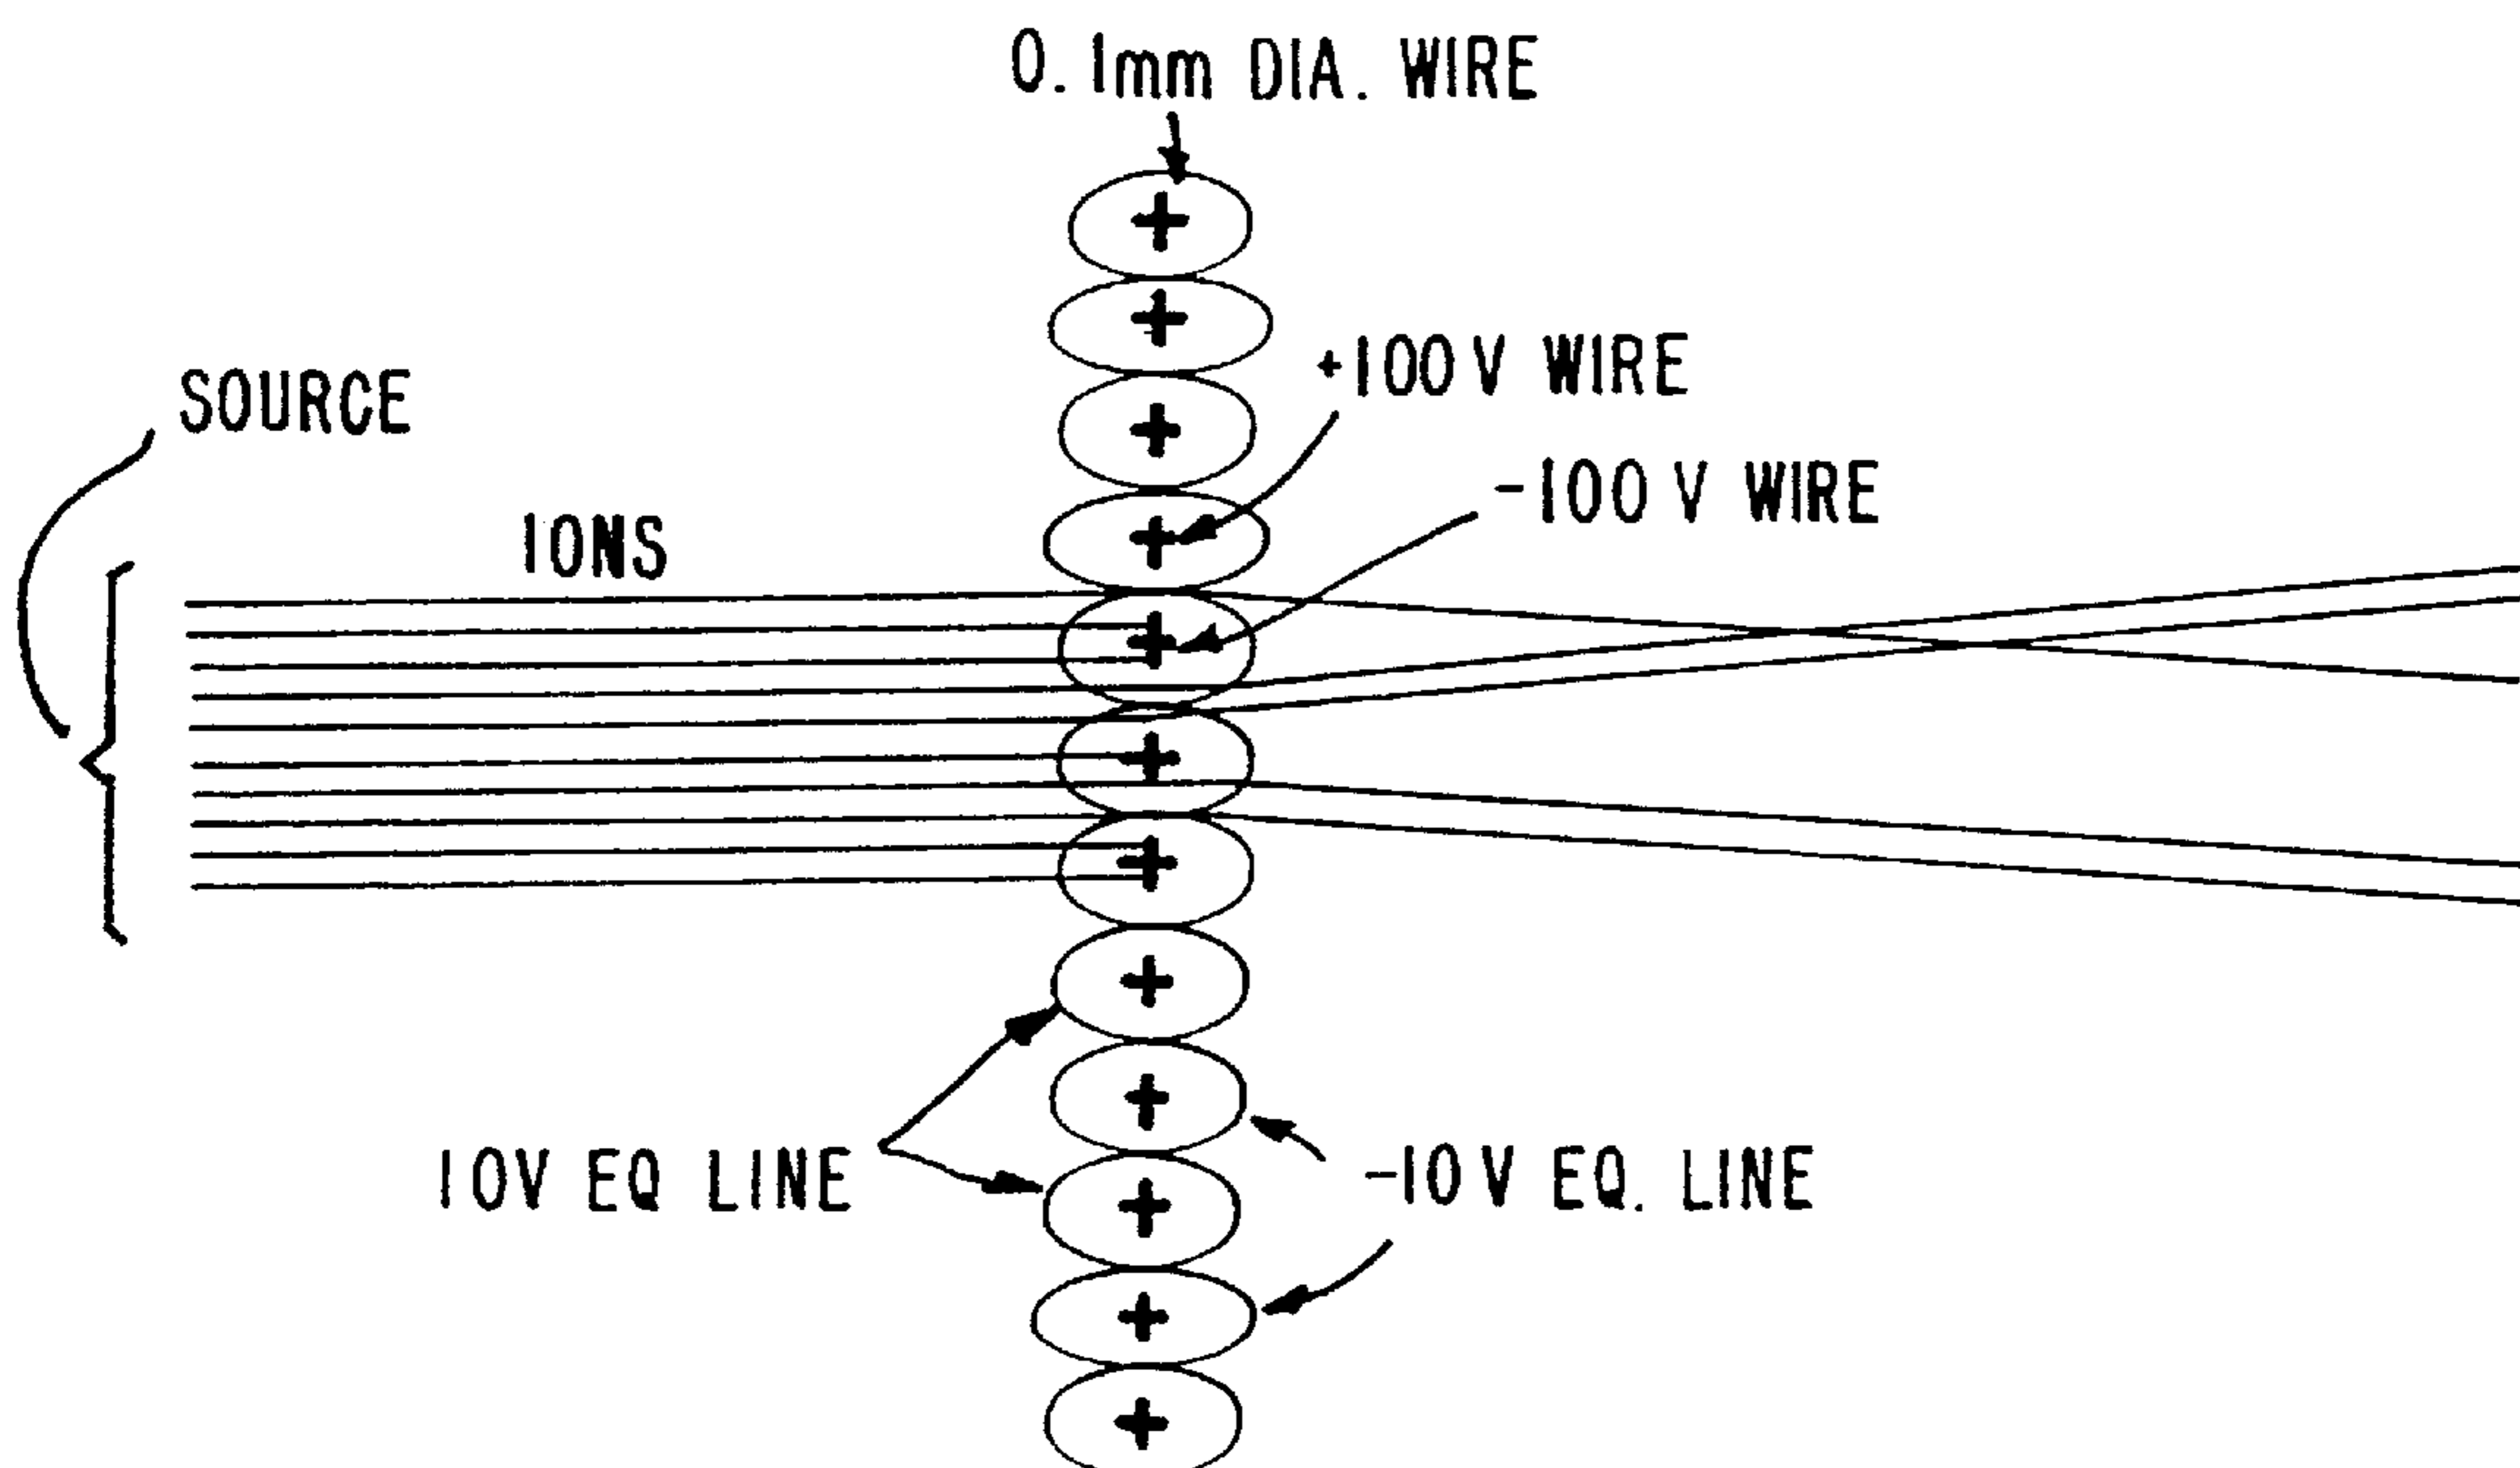 0.1mm DIA. WIRE
SOURCE
+100 V WIRE
-100 V WIRE
IONS
10V EQ LINE
-10 V EQ. LINE